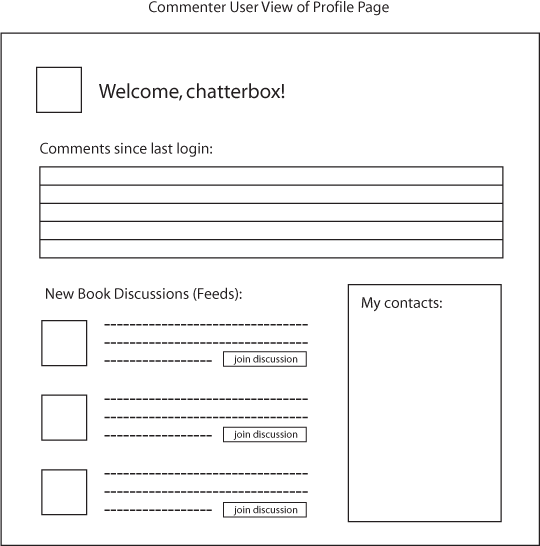 Commenter User View of Profile Page
Welcome, chatterbox!
Comments since last login:
New Book Discussions (Feeds):
join discussion
join discussion
join discussion
My contacts: